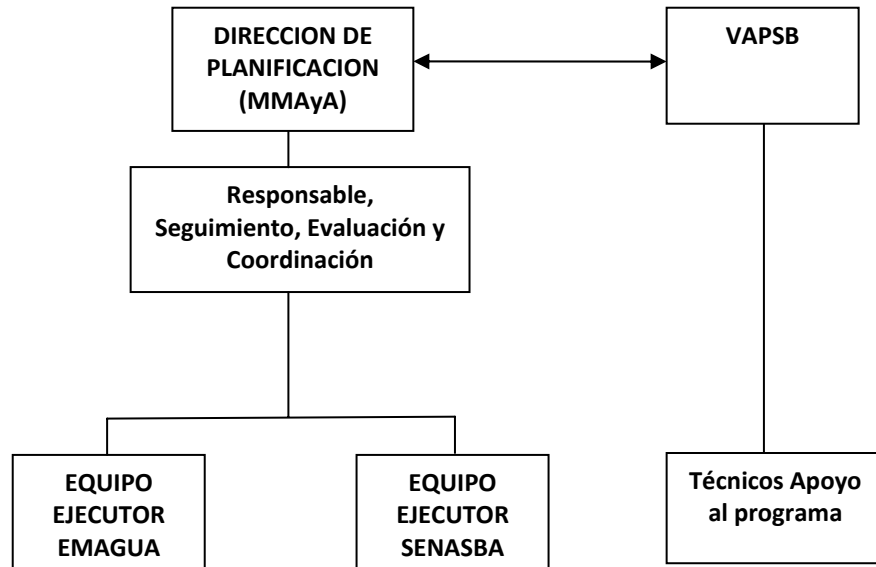 DIRECCION DE
PLANIFICACION
(MMAyA)
VAPSB
Responsable,
Seguimiento, Evaluación y
Coordinación
EQUIPO
EJECUTOR
EMAGUA
EQUIPO
EJECUTOR
SENASBA
Técnicos Apoyo
al programa